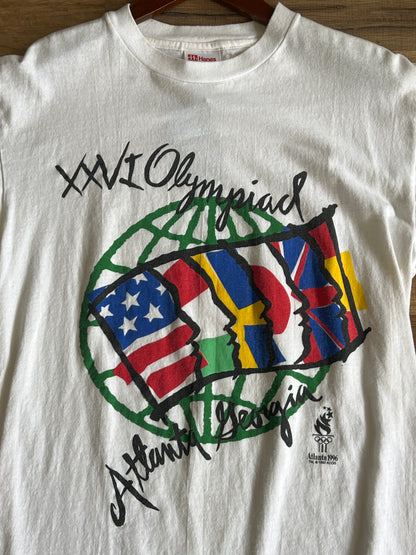 Hanes
XXVI Olympiad
Atlanta Georgia
Atlanta 1996